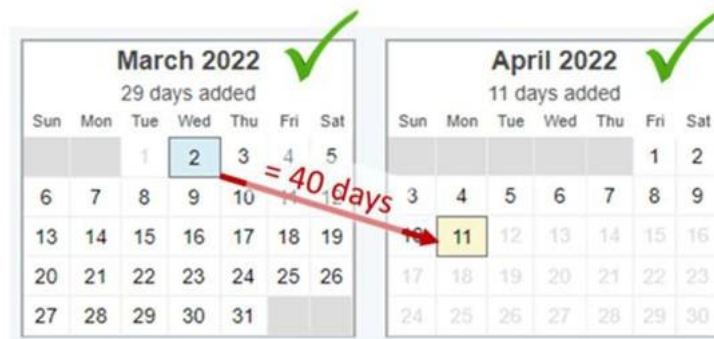 March 2022
29 days added
Sun Mon Tue Wed Thu Fri Sat
1 2 3 4 5
6 7 8 9 10 11 12
13 14 15 16 17 18 19
20 21 22 23 24 25 26
27 28 29 30 31
= 40 days
April 2022
11 days added
Sun Mon Tue Wed Thu Fri Sat
1 2
3 4 5 6 7 8 9
10 11 12 13 14 15 16
17 18 19 20 21 22 23
24 25 26 27 28 29 30